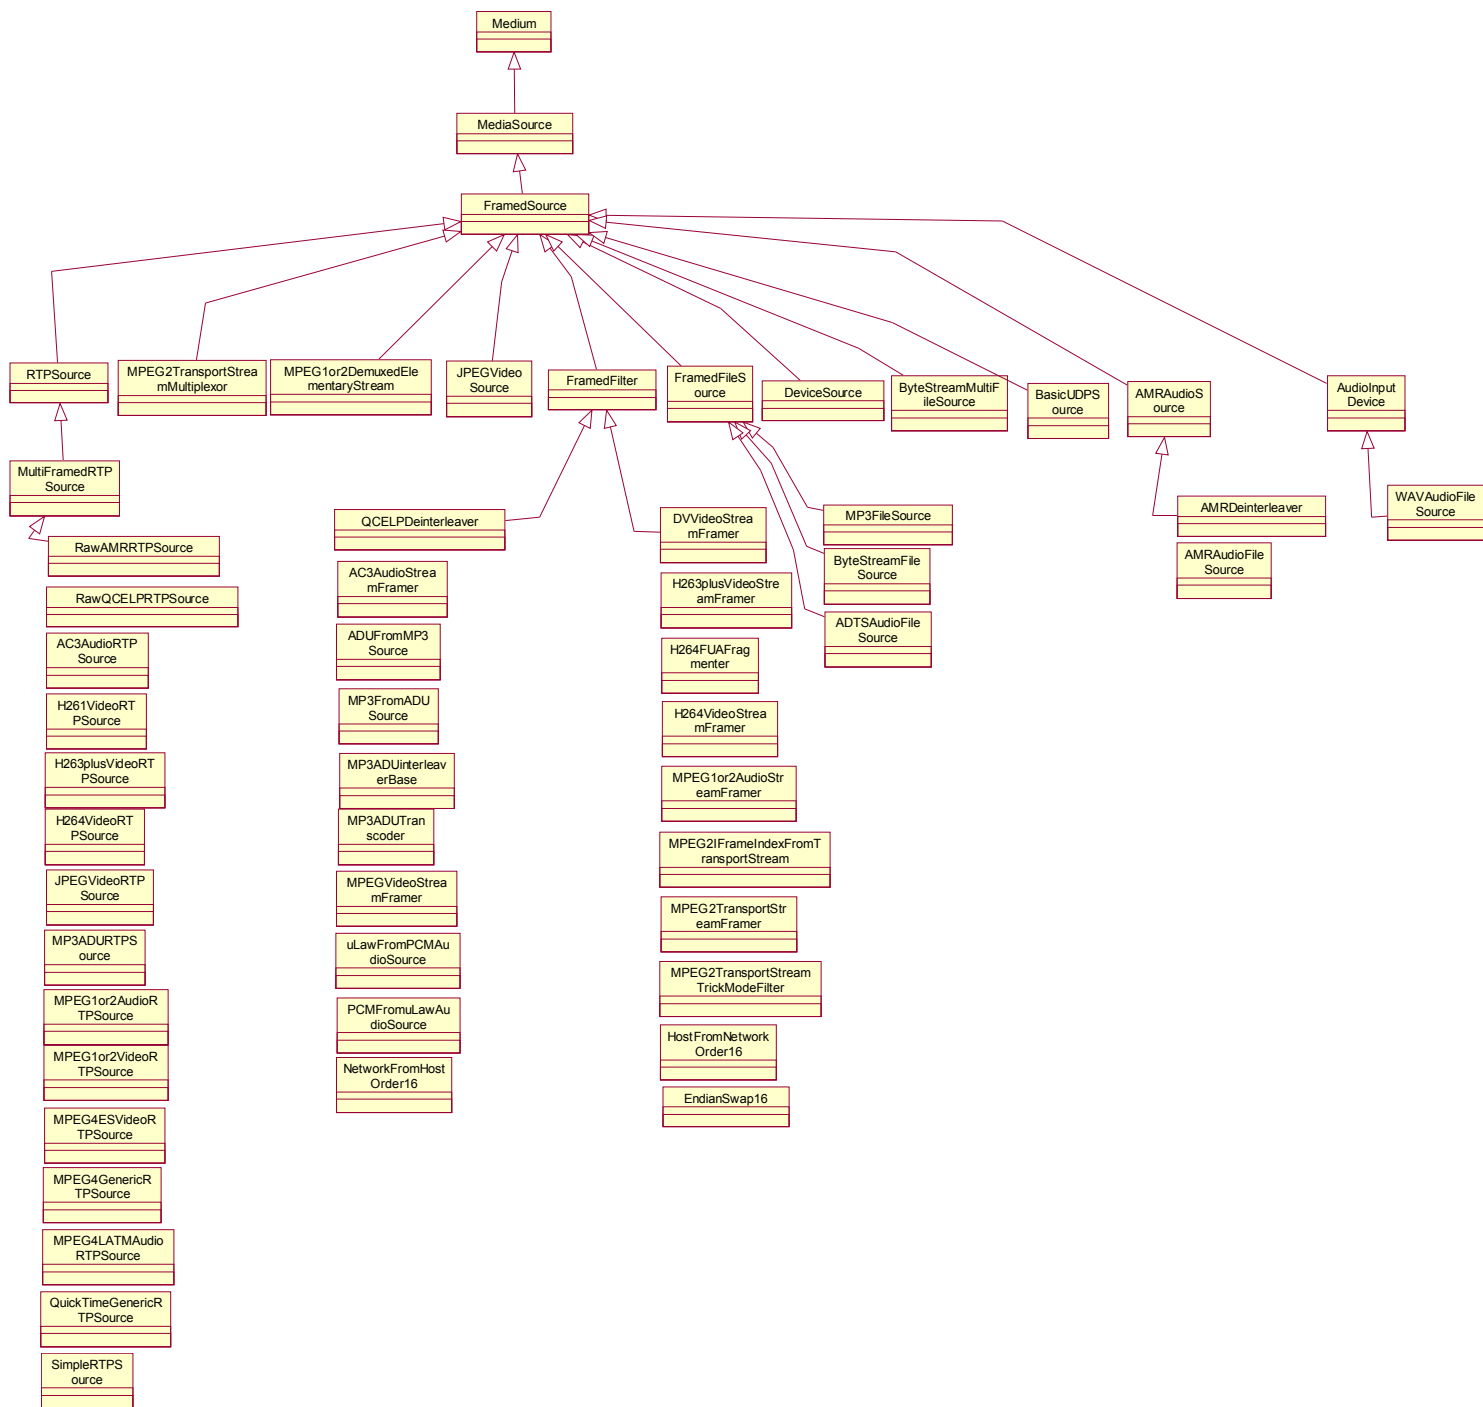 Medium
MediaSource
FramedSource
RTPSource
MPEG2TransportStrea
mMultiplexor
MPEG1or2DemuxedEle
mentaryStream
JPEGVideo
Source
FramedFilter
FramedFileS
ource
DeviceSource
ByteStreamMultiF
ileSource
BasicUDPS
ource
AMRAudioS
ource
AudioInput
Device
MultiFramedRTP
Source
RawAMRRTPSource
RawQCELPRTPSource
AC3AudioRTP
Source
H261VideoRT
PSource
H263plusVideoRT
PSource
H264VideoRT
PSource
JPEGVideoRTP
Source
MP3ADURTPS
ource
MPEG1or2AudioR
TPSource
MPEG1or2VideoR
TPSource
MPEG4ESVideoR
TPSource
MPEG4GenericR
TPSource
MPEG4LATMAudio
RTPSource
QuickTimeGenericR
TPSource
SimpleRTPS
ource
QCELPDeinterleaver
AC3AudioStrea
mFramer
ADUFromMP3
Source
MP3FromADU
Source
MP3ADUinterleav
erBase
MP3ADUTran
scoder
MPEGVideoStrea
mFramer
uLawFromPCMAu
dioSource
PCMFromuLawAu
dioSource
NetworkFromHost
Order16
DVVideoStrea
mFramer
H263plusVideoStre
amFramer
H264FUAFrag
menter
H264VideoStrea
mFramer
MPEG1or2AudioStr
eamFramer
MPEG2IFrameIndexFromT
ransportStream
MPEG2TransportStr
eamFramer
MPEG2TransportStream
TrickModeFilter
HostFromNetwork
Order16
EndianSwap16
MP3FileSource
ByteStreamFile
Source
ADTSAudioFile
Source
AMRDeinterleaver
AMRAudioFile
Source
WAVAudioFile
Source